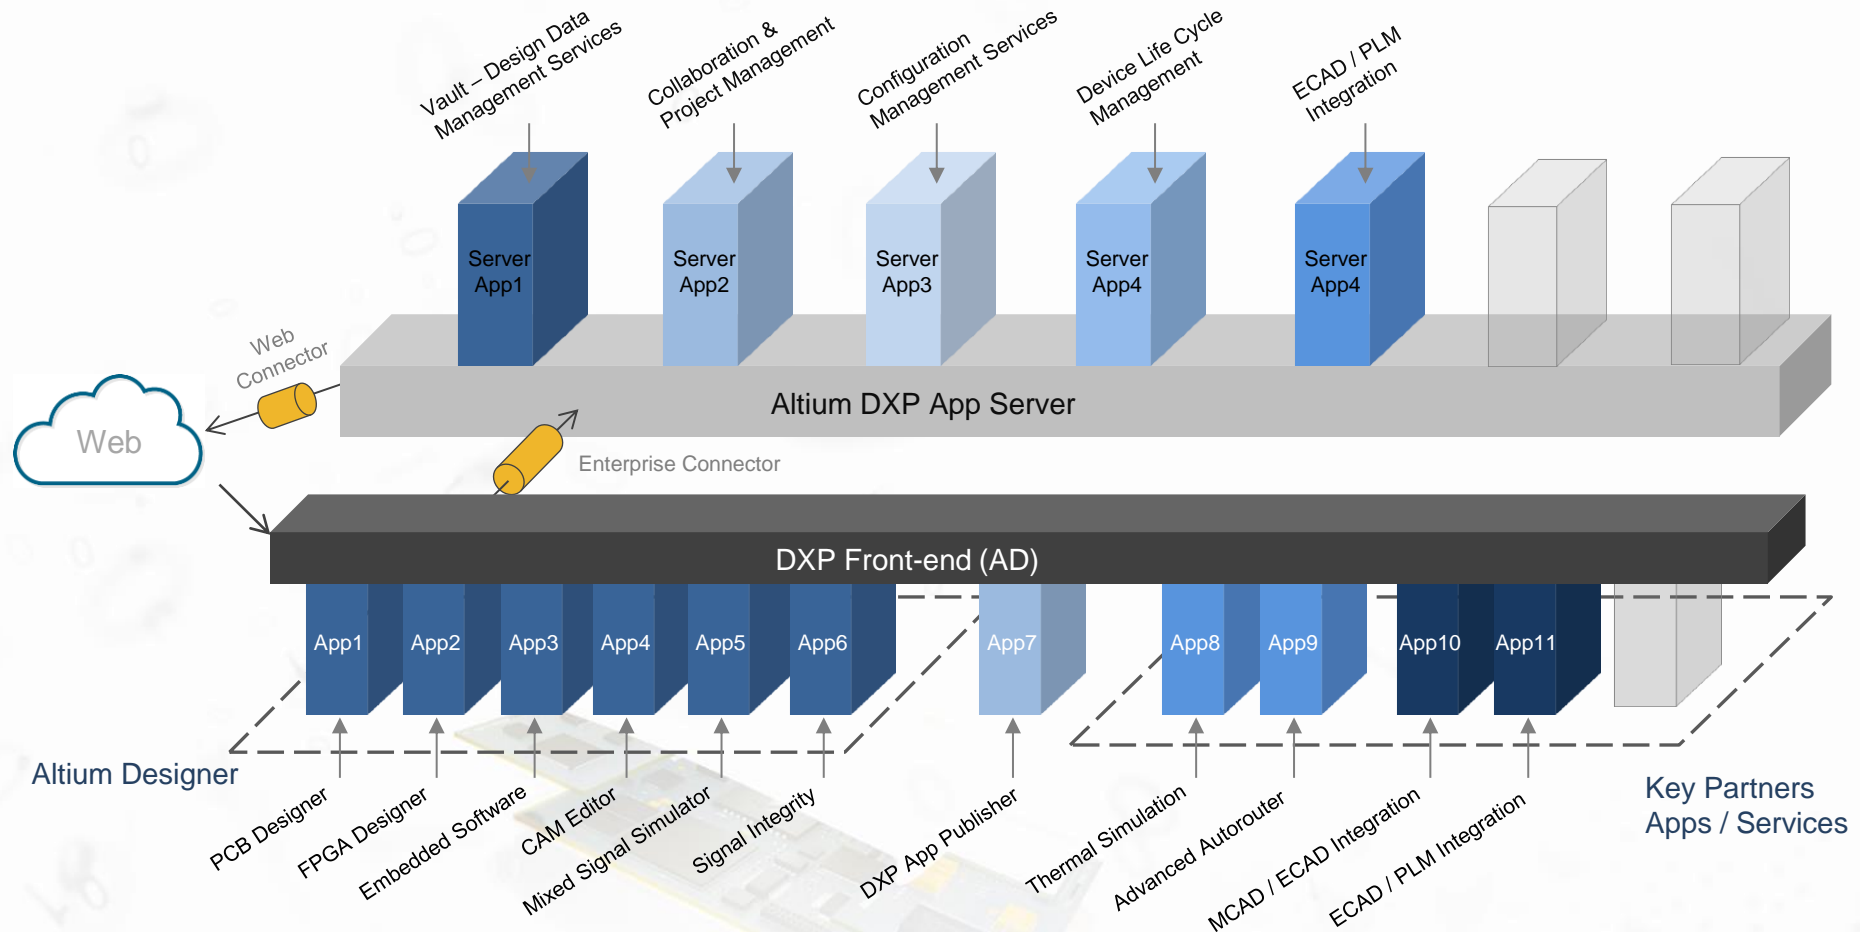 Vault – Design Data
Management Services
Collaboration &
Project Management
Configuration
Management Services
Device Life Cycle
Management
ECAD / PLM
Integration
Server
App1
Server
App2
Server
App3
Server
App4
Server
App4
Web
Connector
Altium DXP App Server
Web
Enterprise Connector
DXP Front-end (AD)
App1
App2
App3
App4
App5
App6
App7
App8
App9
App10
App11
Altium Designer
PCB Designer
FPGA Designer
Embedded Software
CAM Editor
Mixed Signal Simulator
Signal Integrity
DXP App Publisher
Thermal Simulation
Advanced Autorouter
MCAD / ECAD Integration
ECAD / PLM Integration
Key Partners
Apps / Services